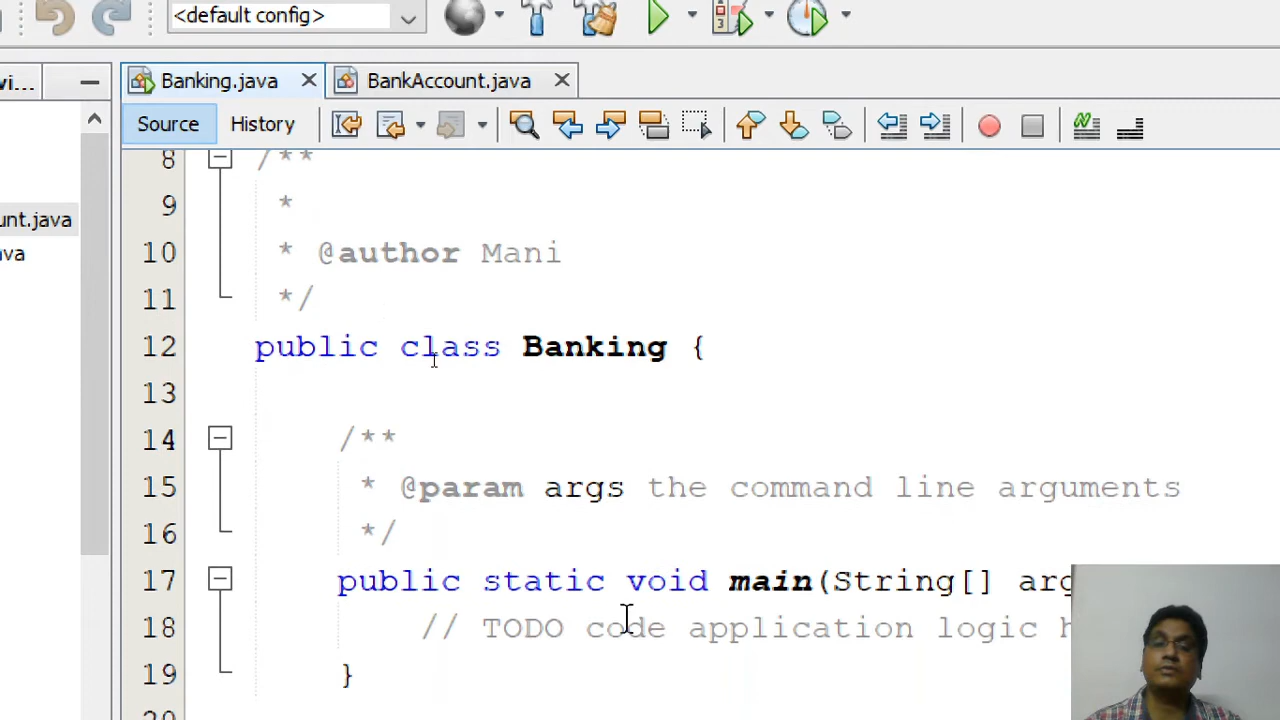 <default config>
vi...
Banking.java
BankAccount.java
Source
History
unt.java
va
8 /**
9 *
10 * @author Mani
11 */
12 public class Banking {
13
14 /**
15 * @param args the command line arguments
16 */
17 public static void main(String[] arg
18 // TODO code application logic h
19 }
20